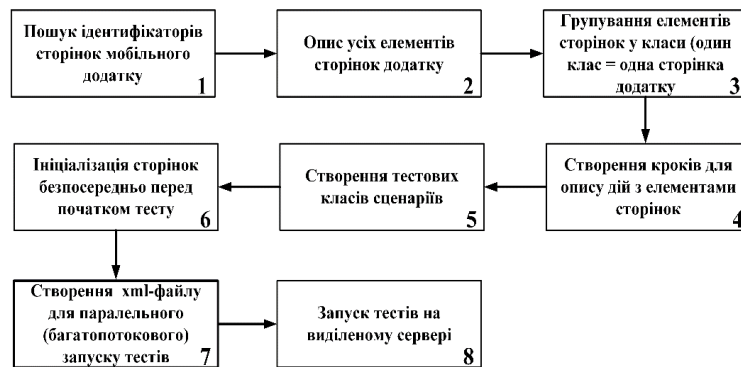 Пошук ідентифікаторів
сторінок мобільного
додатку
1
Опис усіх елементів
сторінок додатку
2
Групування елементів
сторінок у класи (один
клас = одна сторінка
додатку
3
Створення кроків для
опису дій з елементами
сторінок
4
Створення тестових
класів сценаріїв
5
Ініціалізація сторінок
безпосередньо перед
початком тесту
6
Створення xml-файлу
для паралельного
(багатопотокового)
запуску тестів
7
Запуск тестів на
виділеному сервері
8